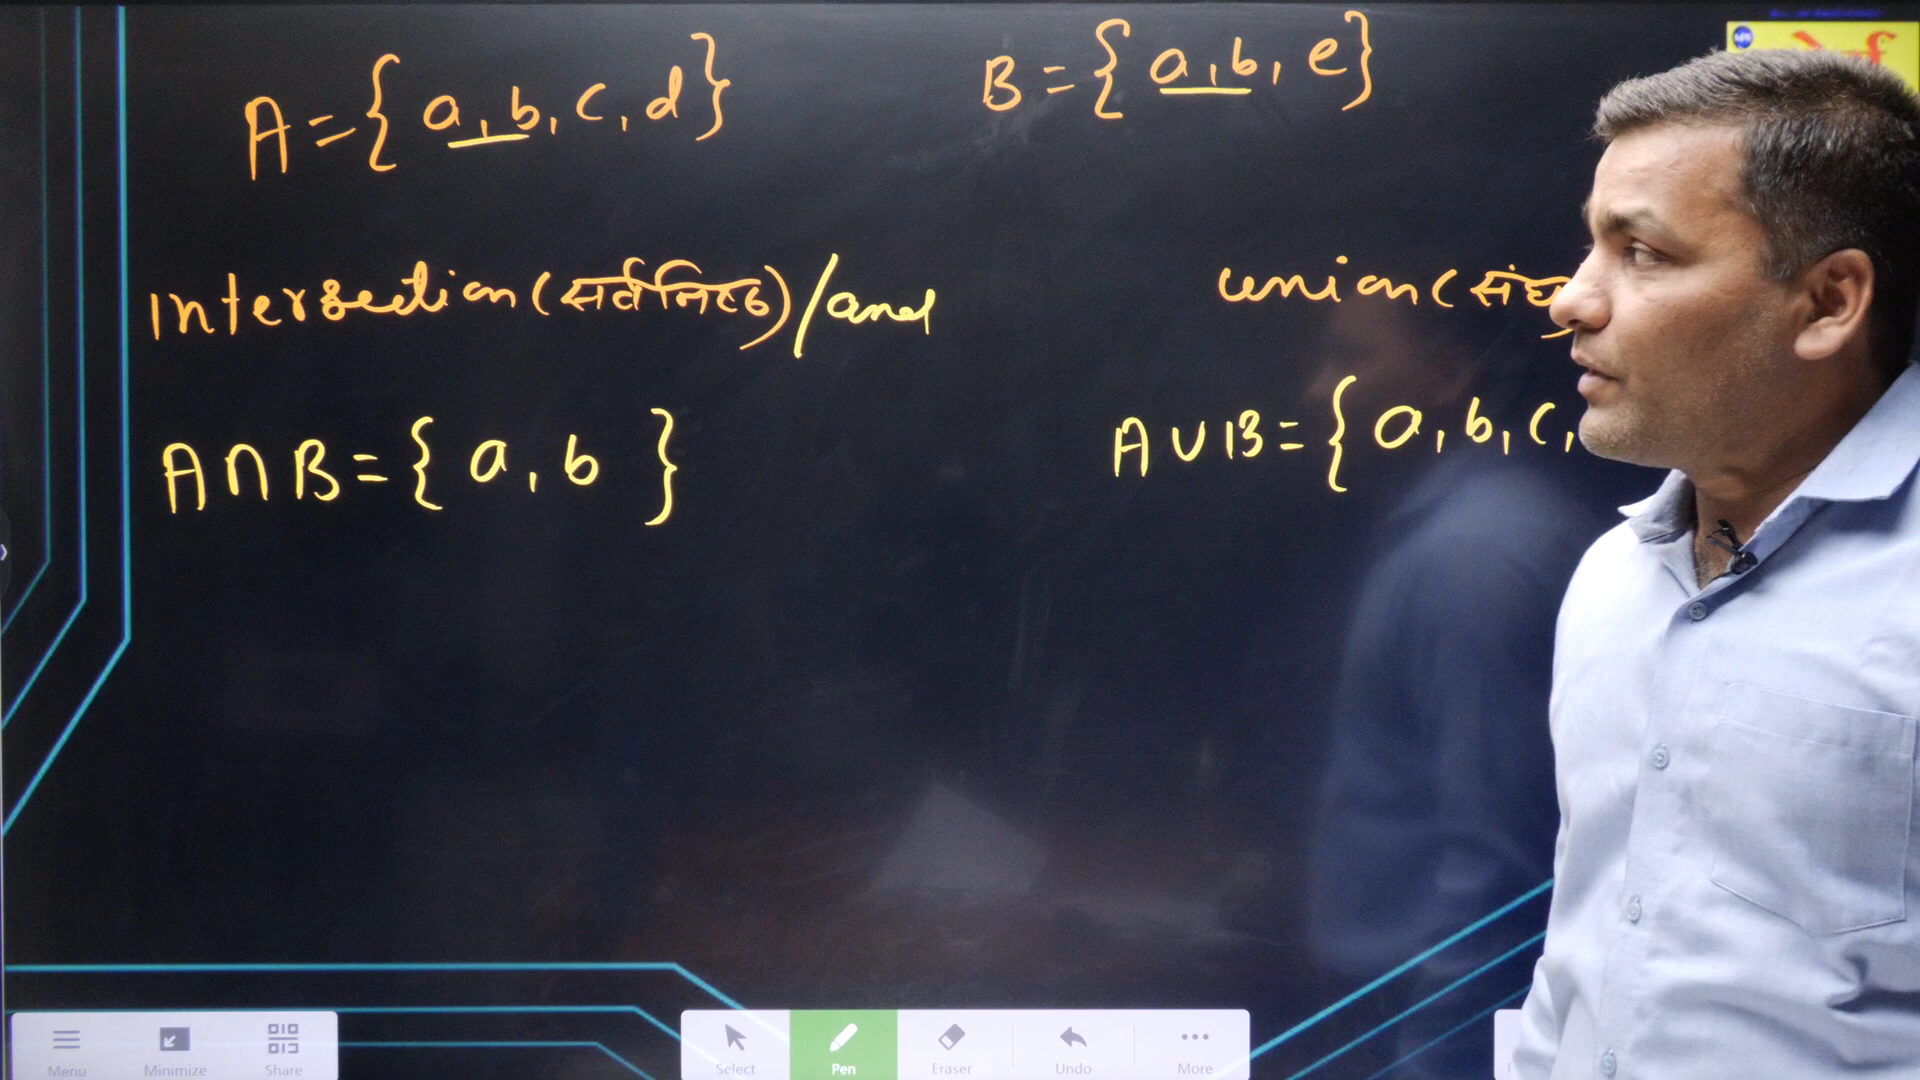 A={a, b, c, d} B={a, b, e}
Intersection (सर्वनिष्ठ)/and union (संघ
A∩B={a, b } A∪B={a, b, c,
Menu Minimize Share Select Pen Eraser Undo More